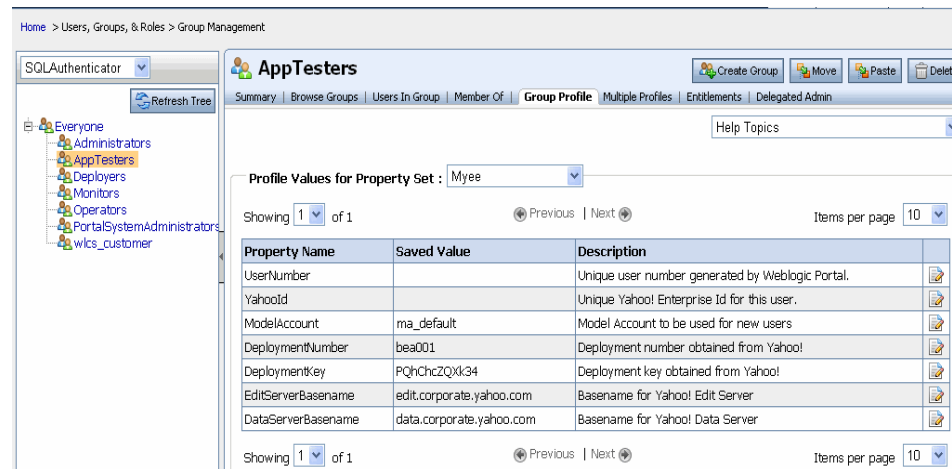 Home > Users, Groups, & Roles > Group Management
SQLAuthenticator
Refresh Tree
Everyone
Administrators
AppTesters
Deployers
Monitors
Operators
PortalSystemAdministrators
wlcs_customer
AppTesters
Create Group Move Paste Delet
Summary | Browse Groups | Users In Group | Member Of | Group Profile Multiple Profiles | Entitlements | Delegated Admin
Help Topics
Profile Values for Property Set : Myee
Showing 1 of 1 Previous | Next Items per page 10
Property Name Saved Value Description
UserNumber Unique user number generated by Weblogic Portal.
YahooId Unique Yahoo! Enterprise Id for this user.
ModelAccount ma_default Model Account to be used for new users
DeploymentNumber bea001 Deployment number obtained from Yahoo!
DeploymentKey PQhChcZQXk34 Deployment key obtained from Yahoo!
EditServerBasename edit.corporate.yahoo.com Basename for Yahoo! Edit Server
DataServerBasename data.corporate.yahoo.com Basename for Yahoo! Data Server
Showing 1 of 1 Previous | Next Items per page 10